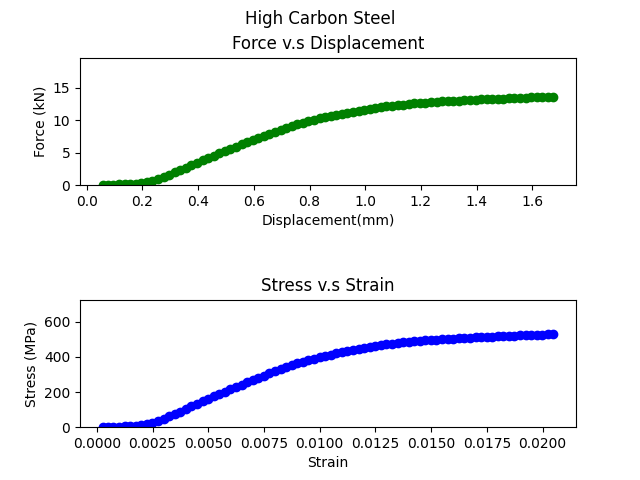 High Carbon Steel
Force v.s Displacement
15
10
5
0
Force (kN)
0.0 0.2 0.4 0.6 0.8 1.0 1.2 1.4 1.6
Displacement(mm)
Stress v.s Strain
600
400
200
0
Stress (MPa)
0.0000 0.0025 0.0050 0.0075 0.0100 0.0125 0.0150 0.0175 0.0200
Strain